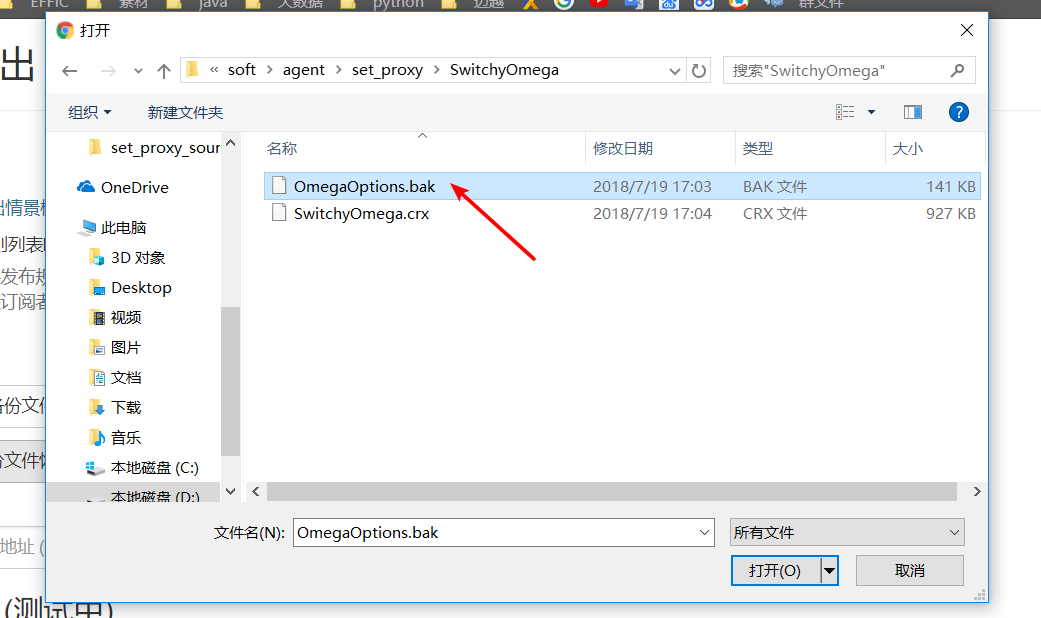 EFFIC 素材 java 大数据 python 边越 群文件
出
打开
« soft › agent › set_proxy › SwitchyOmega
搜索"SwitchyOmega"
组织 新建文件夹
名称 修改日期 类型 大小
set_proxy_sour
OmegaOptions.bak 2018/7/19 17:03 BAK 文件 141 KB
SwitchyOmega.crx 2018/7/19 17:04 CRX 文件 927 KB
OneDrive
此电脑
3D 对象
Desktop
视频
图片
文档
下载
音乐
本地磁盘 (C:)
本地磁盘 (D:)
出情景模
则列表
发布规
订阅者
备份文件
份文件恢
地址 (
文件名(N): OmegaOptions.bak 所有文件
打开(O) 取消
(测试中)